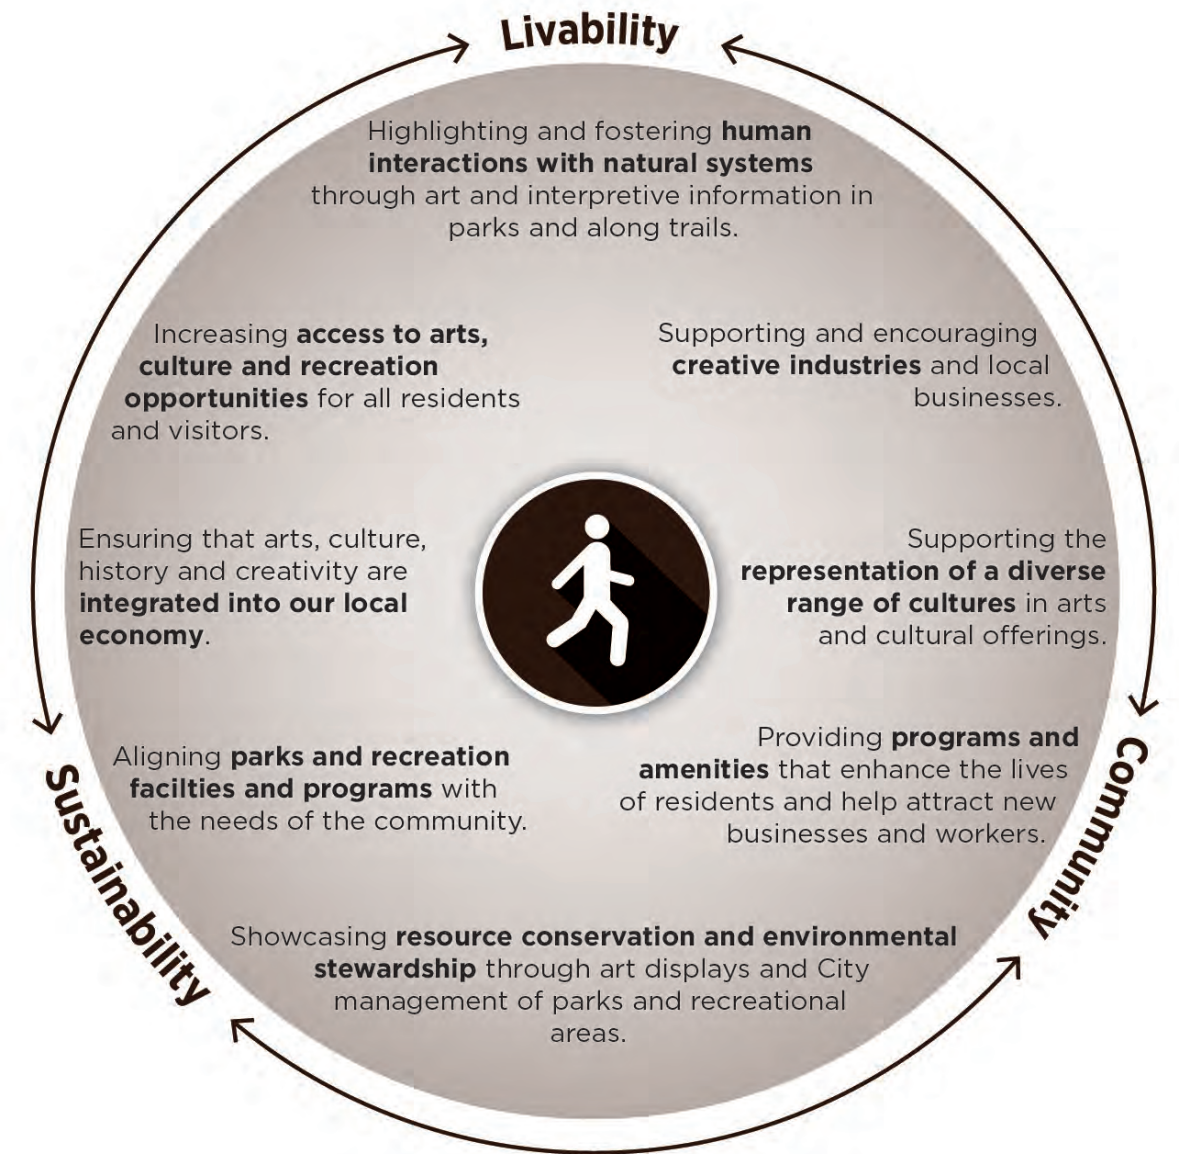 Livability
Highlighting and fostering human
interactions with natural systems
through art and interpretive information in
parks and along trails.
Increasing access to arts,
culture and recreation
opportunities for all residents
and visitors.
Supporting and encouraging
creative industries and local
businesses.
Ensuring that arts, culture,
history and creativity are
integrated into our local
economy.
Supporting the
representation of a diverse
range of cultures in arts
and cultural offerings.
Aligning parks and recreation
facilties and programs with
the needs of the community.
Providing programs and
amenities that enhance the lives
of residents and help attract new
businesses and workers.
Showcasing resource conservation and environmental
stewardship through art displays and City
management of parks and recreational
areas.
Sustainability
Community